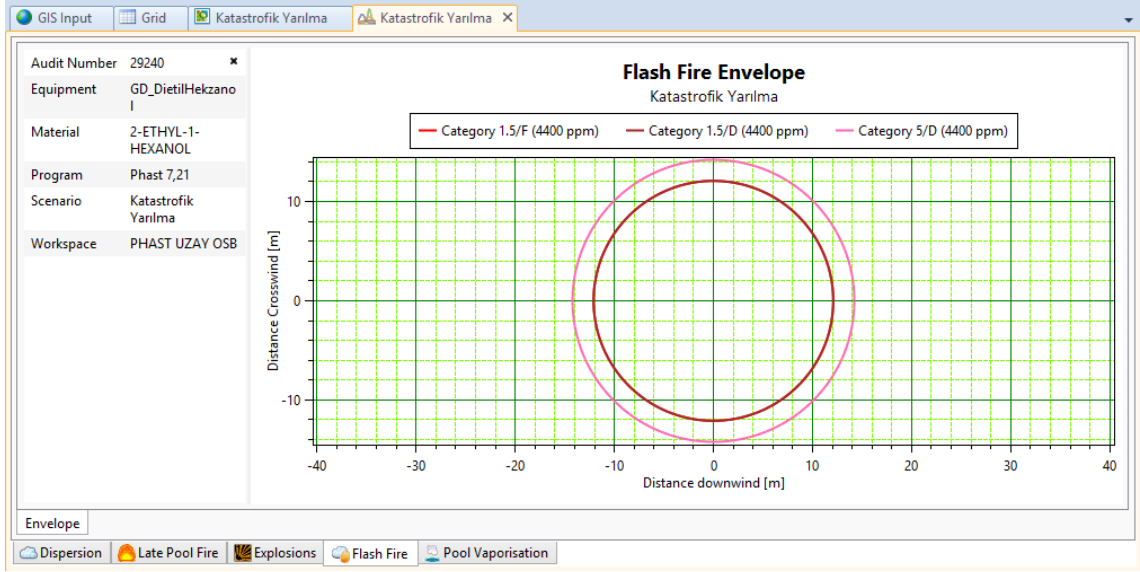 GIS Input
Grid
Katastrofik Yarılma
Katastrofik Yarılma
Audit Number 29240
Equipment GD_DietilHekzano
l
Material 2-ETHYL-1-
HEXANOL
Program Phast 7,21
Scenario Katastrofik
Yarılma
Workspace PHAST UZAY OSB
Flash Fire Envelope
Katastrofik Yarılma
Category 1.5/F (4400 ppm)
Category 1.5/D (4400 ppm)
Category 5/D (4400 ppm)
Distance Crosswind [m]
10
0
-10
-40 -30 -20 -10 0 10 20 30 40
Distance downwind [m]
Envelope
Dispersion
Late Pool Fire
Explosions
Flash Fire
Pool Vaporisation